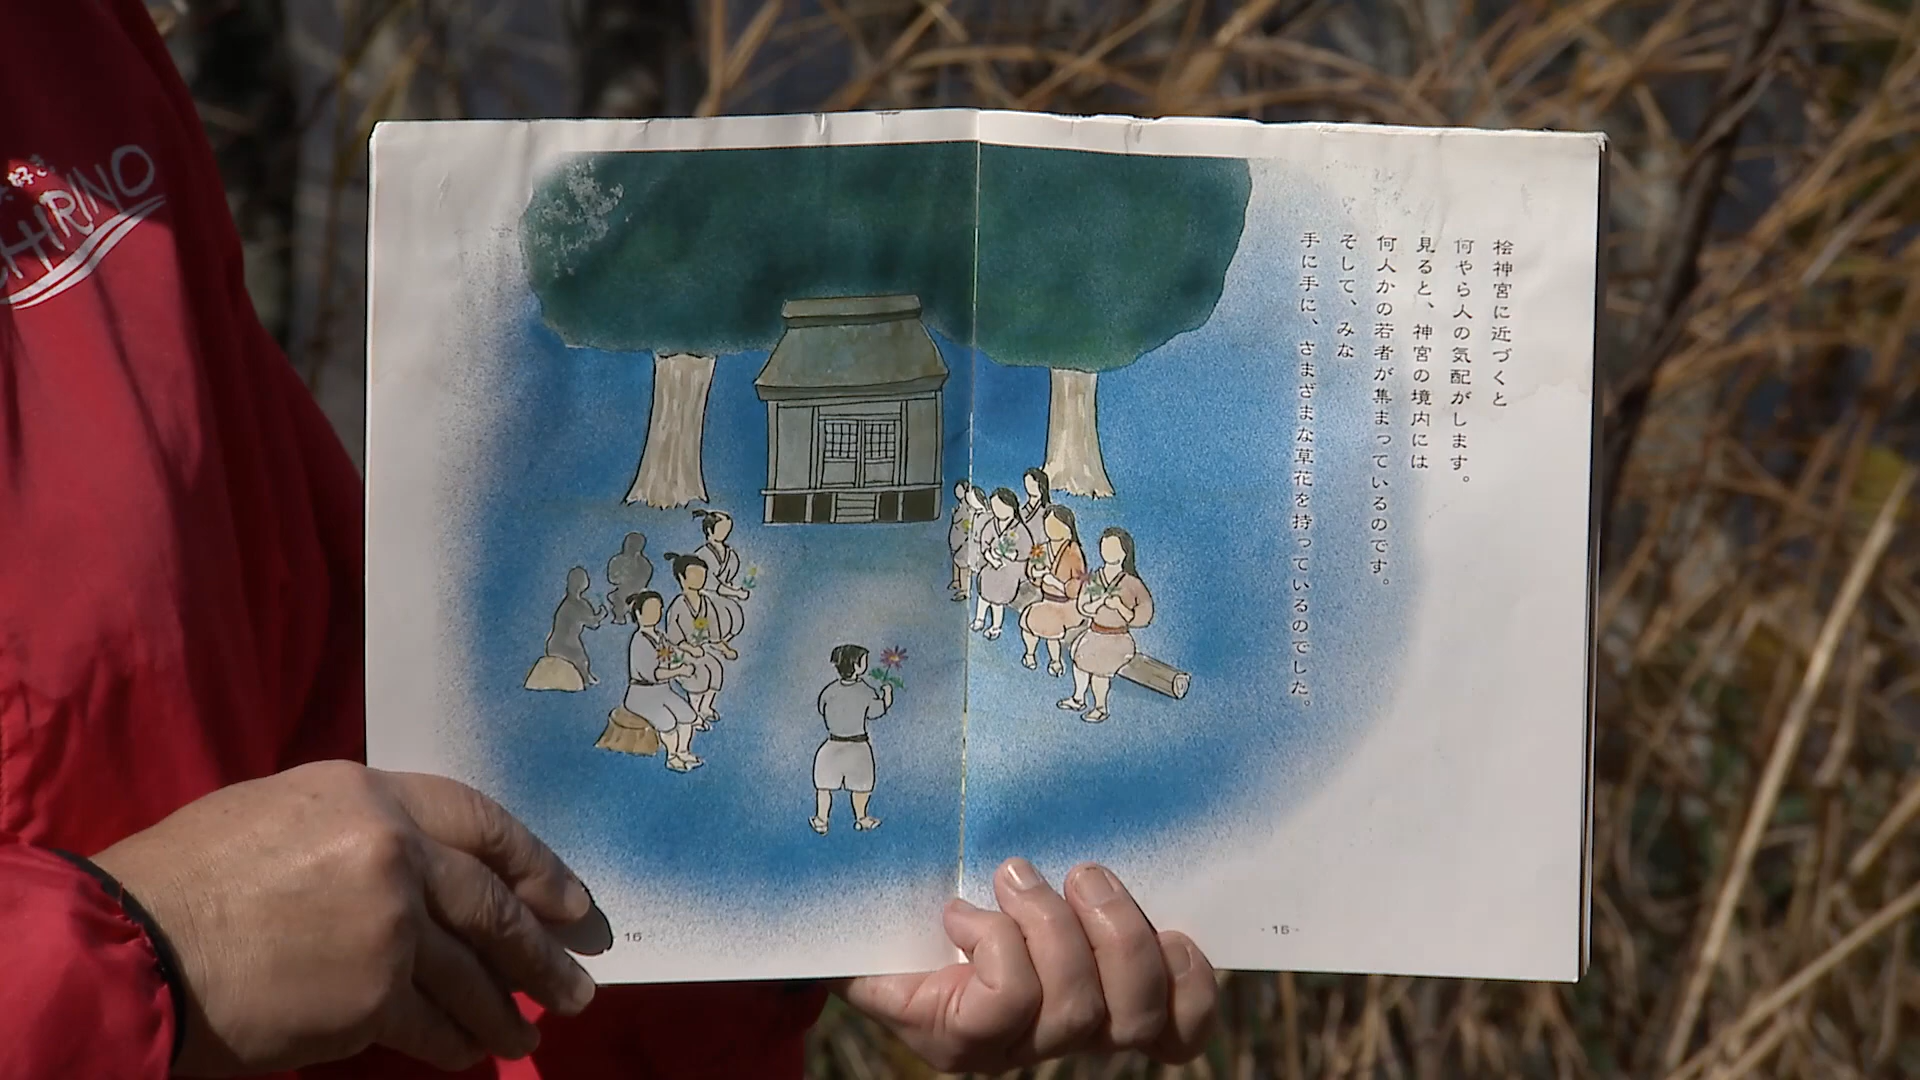 桧神宮に近づくと
何やら人の気配がします。
見ると、神宮の境内には
何人かの若者が集まっているのです。
そして、みな
手に手に、さまざまな草花を持っているのでした。
16
- 15 -
好き
CHIRINO